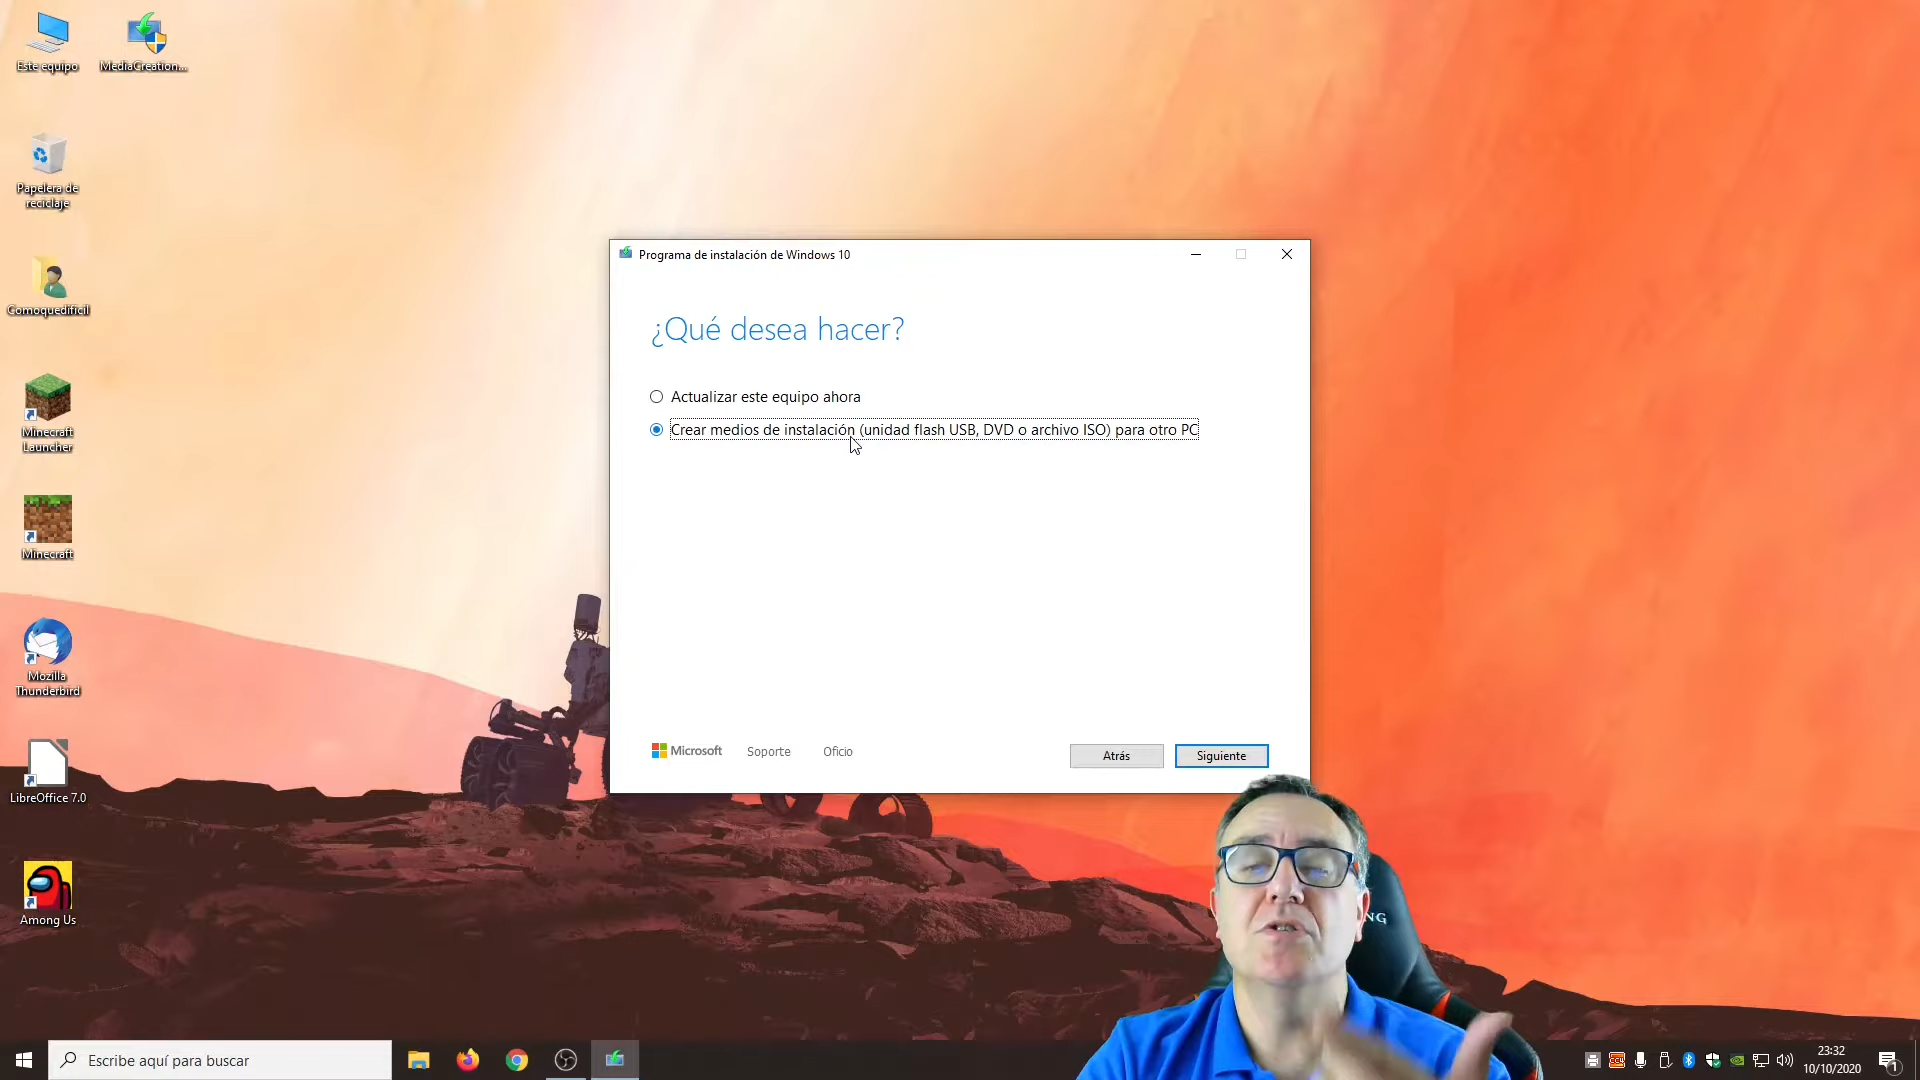 Este equipo
MediaCreation...
Papelera de
reciclaje
Comoquedificil
Minecraft
Launcher
Minecraft
Mozilla
Thunderbird
LibreOffice 7.0
Among Us
Programa de instalación de Windows 10
¿Qué desea hacer?
Actualizar este equipo ahora
Crear medios de instalación (unidad flash USB, DVD o archivo ISO) para otro PC
Microsoft
Soporte
Oficio
Atrás
Siguiente
NG
Escribe aquí para buscar
23:32
10/10/2020
1